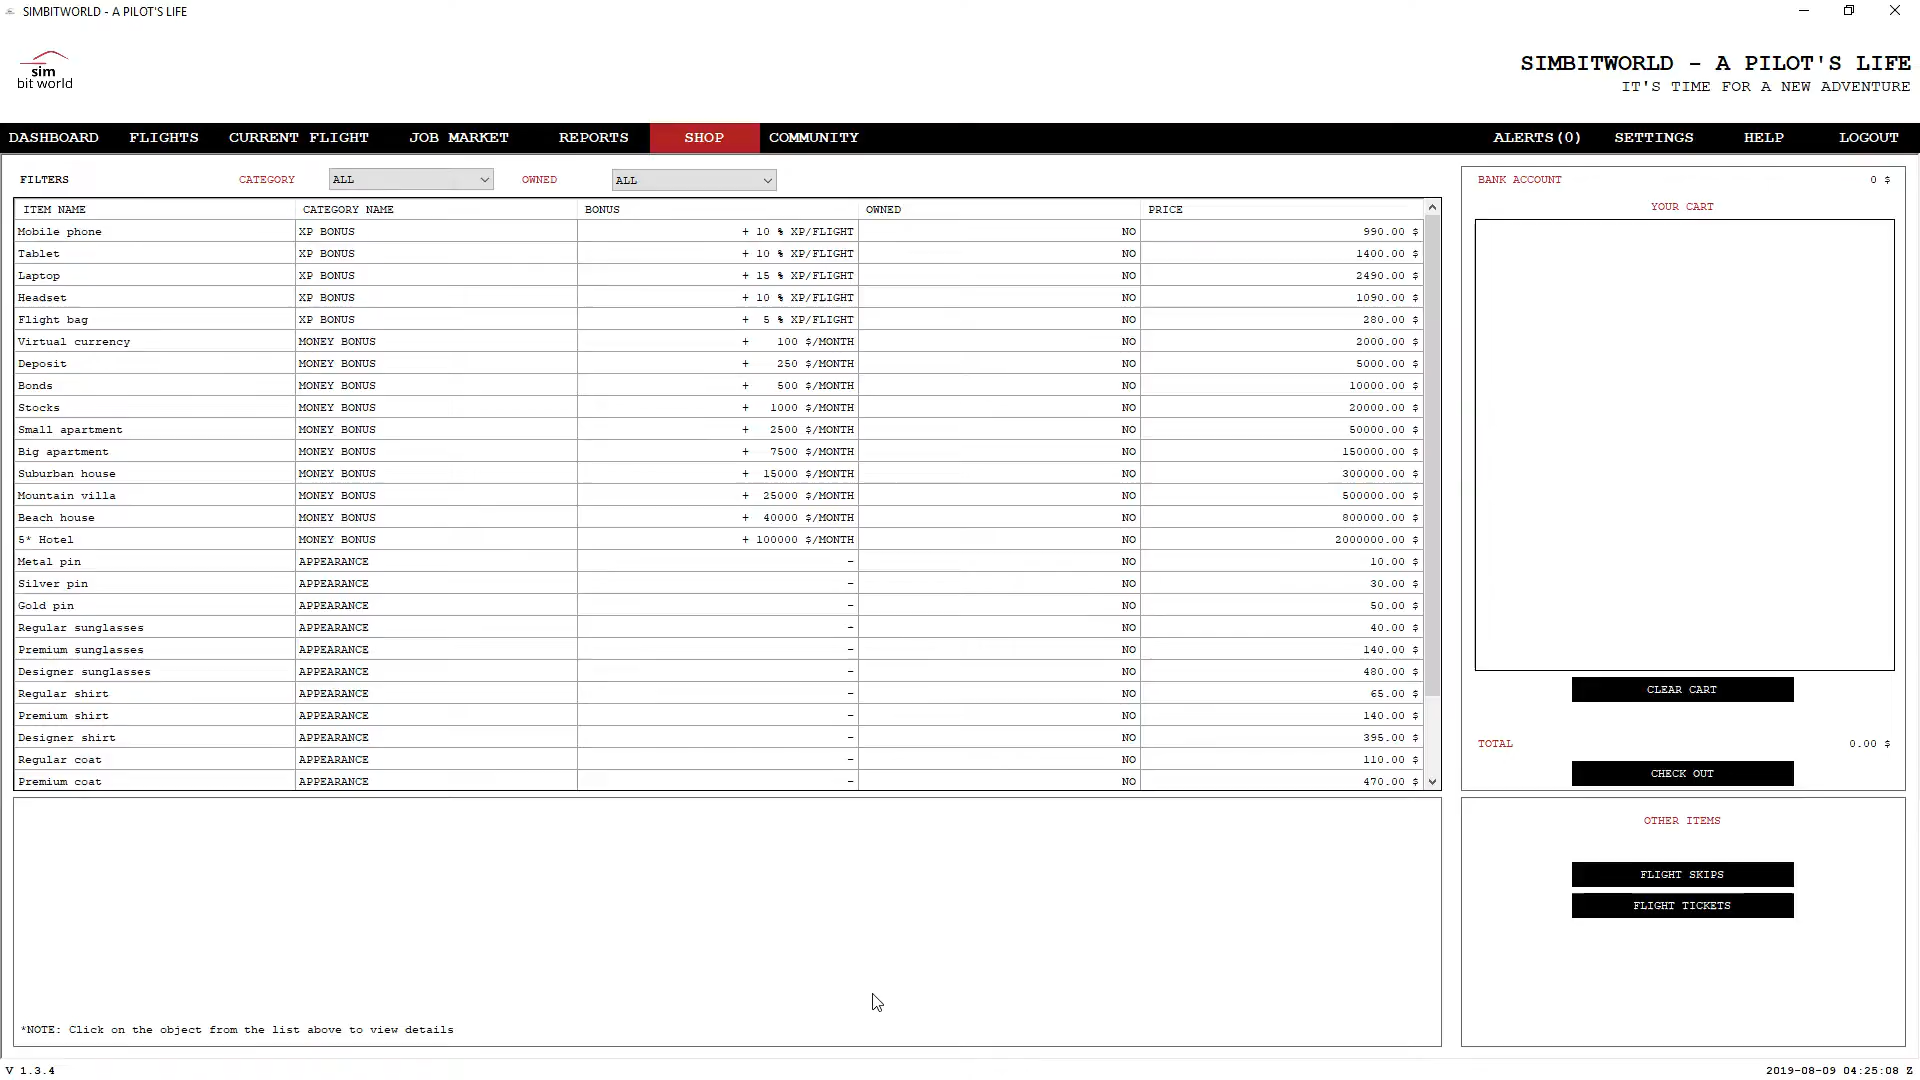 SIMBITWORLD - A PILOT'S LIFE
sim
bit world
SIMBITWORLD - A PILOT'S LIFE
IT'S TIME FOR A NEW ADVENTURE
DASHBOARD FLIGHTS CURRENT FLIGHT JOB MARKET REPORTS SHOP COMMUNITY ALERTS(0) SETTINGS HELP LOGOUT
FILTERS CATEGORY ALL OWNED ALL
ITEM NAME CATEGORY NAME BONUS OWNED PRICE
Mobile phone XP BONUS + 10 % XP/FLIGHT NO 990.00 $
Tablet XP BONUS + 10 % XP/FLIGHT NO 1400.00 $
Laptop XP BONUS + 15 % XP/FLIGHT NO 2490.00 $
Headset XP BONUS + 10 % XP/FLIGHT NO 1090.00 $
Flight bag XP BONUS + 5 % XP/FLIGHT NO 280.00 $
Virtual currency MONEY BONUS + 100 $/MONTH NO 2000.00 $
Deposit MONEY BONUS + 250 $/MONTH NO 5000.00 $
Bonds MONEY BONUS + 500 $/MONTH NO 10000.00 $
Stocks MONEY BONUS + 1000 $/MONTH NO 20000.00 $
Small apartment MONEY BONUS + 2500 $/MONTH NO 50000.00 $
Big apartment MONEY BONUS + 7500 $/MONTH NO 150000.00 $
Suburban house MONEY BONUS + 15000 $/MONTH NO 300000.00 $
Mountain villa MONEY BONUS + 25000 $/MONTH NO 500000.00 $
Beach house MONEY BONUS + 40000 $/MONTH NO 800000.00 $
5* Hotel MONEY BONUS + 100000 $/MONTH NO 2000000.00 $
Metal pin APPEARANCE - NO 10.00 $
Silver pin APPEARANCE - NO 30.00 $
Gold pin APPEARANCE - NO 50.00 $
Regular sunglasses APPEARANCE - NO 40.00 $
Premium sunglasses APPEARANCE - NO 140.00 $
Designer sunglasses APPEARANCE - NO 480.00 $
Regular shirt APPEARANCE - NO 65.00 $
Premium shirt APPEARANCE - NO 140.00 $
Designer shirt APPEARANCE - NO 395.00 $
Regular coat APPEARANCE - NO 110.00 $
Premium coat APPEARANCE - NO 470.00 $
*NOTE: Click on the object from the list above to view details
BANK ACCOUNT 0 $
YOUR CART
CLEAR CART
TOTAL 0.00 $
CHECK OUT
OTHER ITEMS
FLIGHT SKIPS
FLIGHT TICKETS
V 1.3.4
2019-08-09 04:25:08 Z